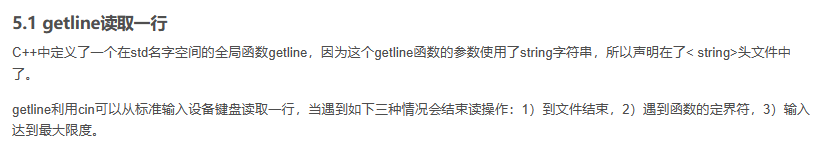 5.1 getline读取一行
C++中定义了一个在std名字空间的全局函数getline，因为这个getline函数的参数使用了string字符串，所以声明在了< string>头文件中
了。
getline利用cin可以从标准输入设备键盘读取一行，当遇到如下三种情况会结束读操作：1）到文件结束，2）遇到函数的定界符，3）输入
达到最大限度。